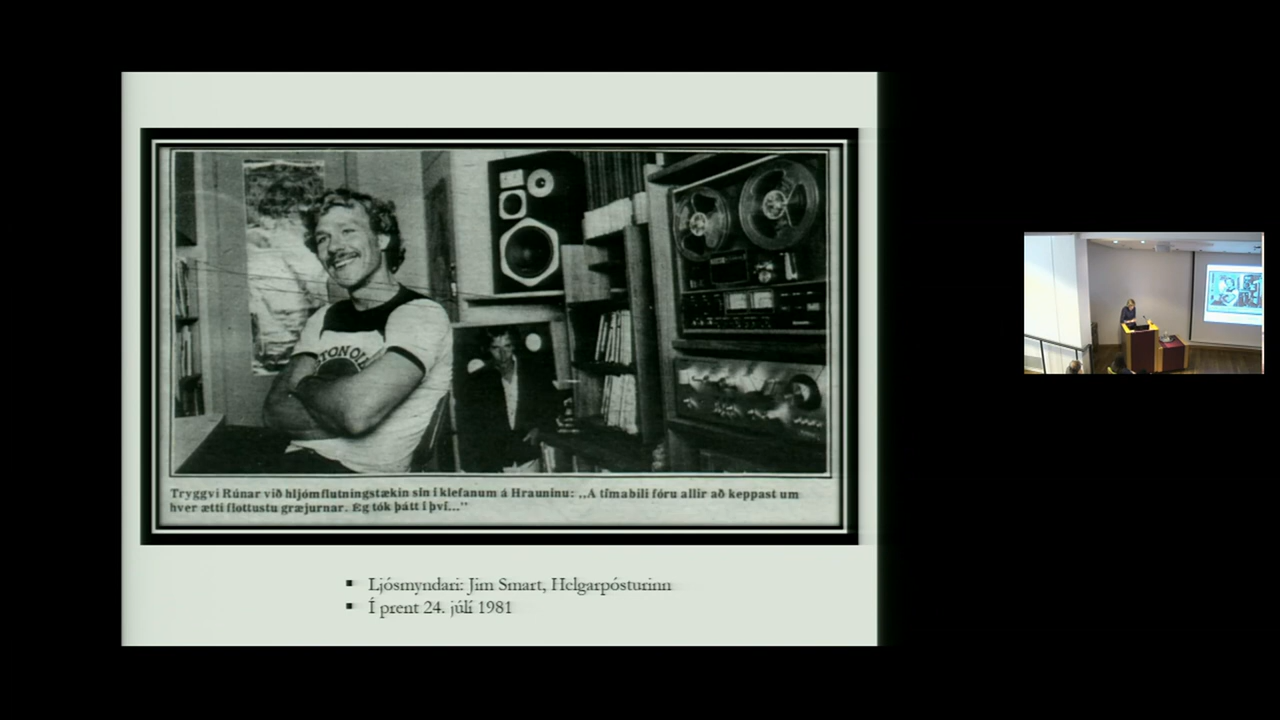 Tryggvi Rúnar við hljómflutningstækin sín í klefanum á Hrauninu: „Á tímabili fóru allir að keppast um
hver ætti flottustu græjurnar. Ég tók þátt í því...”
Ljósmyndari: Jim Smart, Helgarpósturinn
Í prent 24. júlí 1981